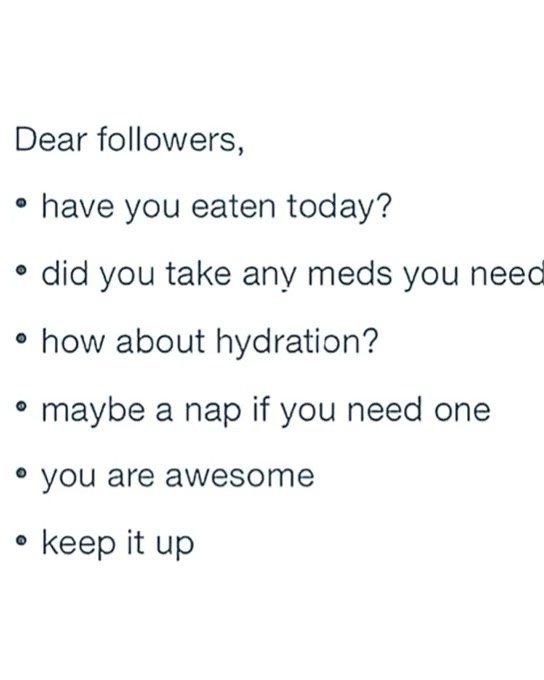 Dear followers,
• have you eaten today?
• did you take any meds you need
• how about hydration?
• maybe a nap if you need one
• you are awesome
• keep it up